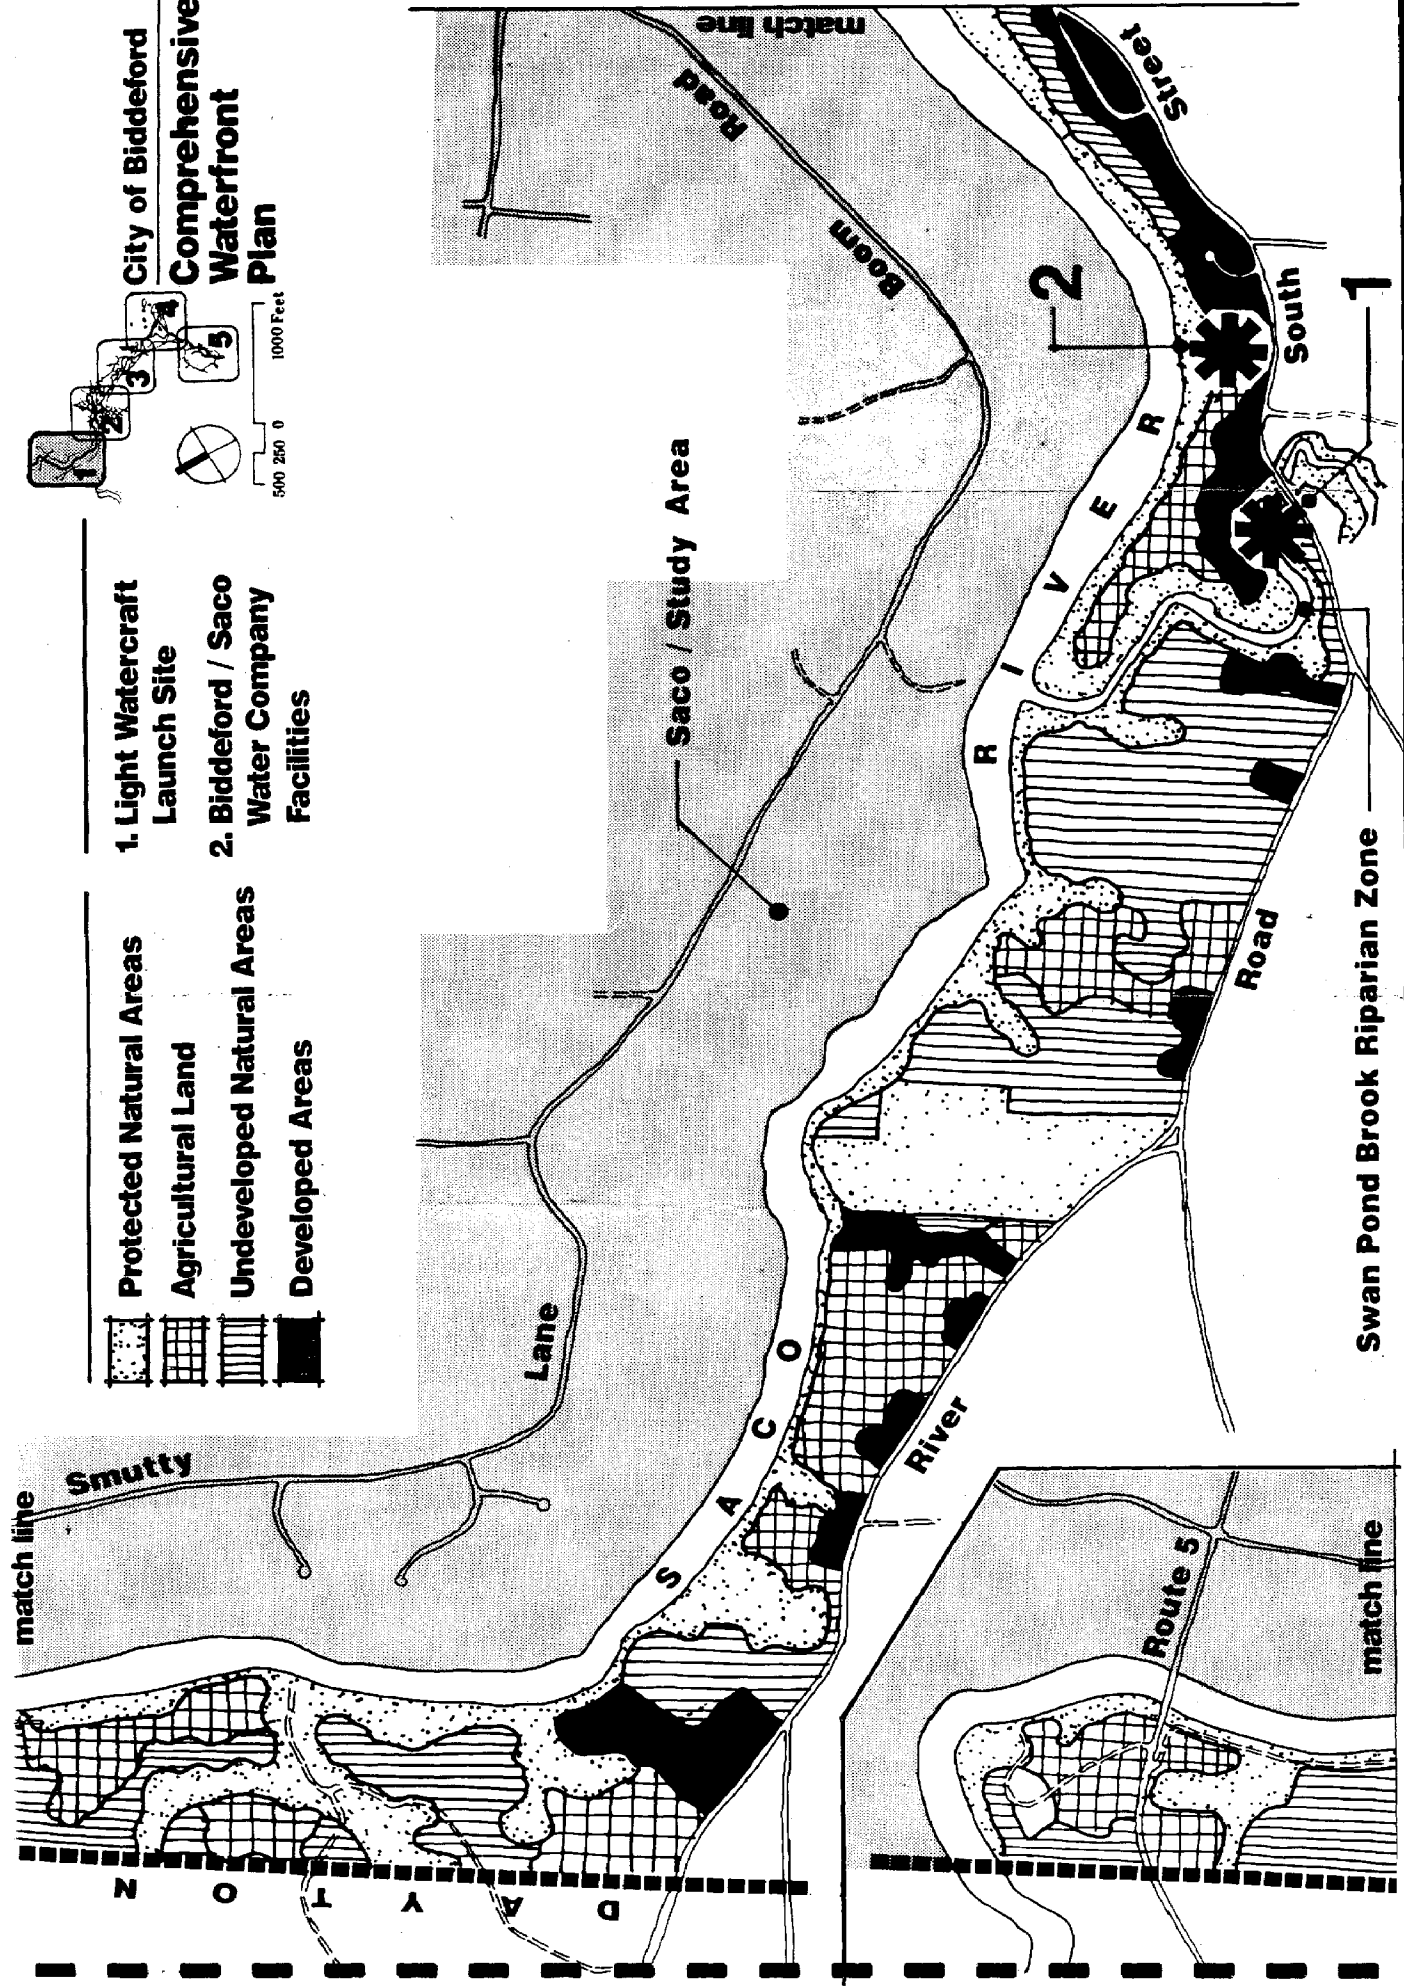 City of Biddeford
Comprehensive
Waterfront
Plan
1
2
3
4
5
500 250 0 1000 Feet
1. Light Watercraft
Launch Site
2. Biddeford / Saco
Water Company
Facilities
Protected Natural Areas
Agricultural Land
Undeveloped Natural Areas
Developed Areas
match line
Smutty
Lane
Boom
Road
match line
Saco / Study Area
SACO RIVER
River
Road
South
Street
2
1
Swan Pond Brook Riparian Zone
DAYTON
Route 5
match line